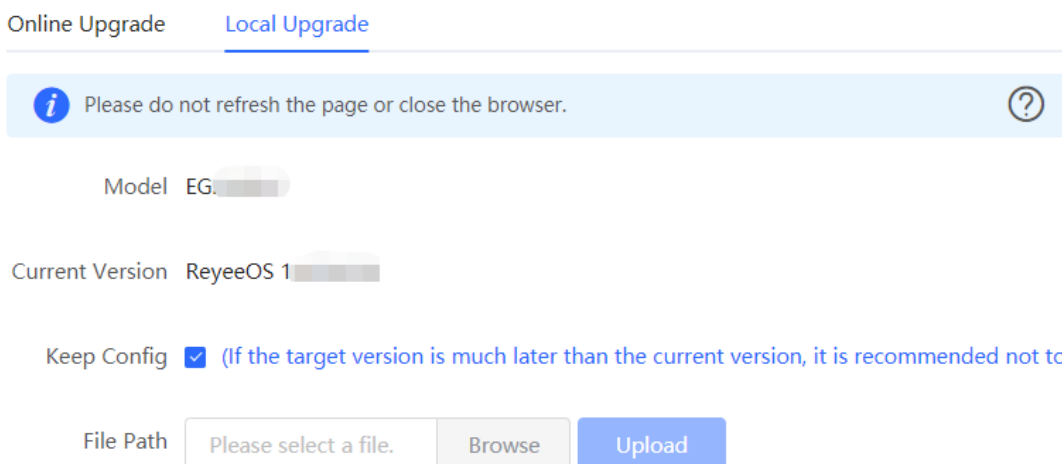 Online Upgrade Local Upgrade
Please do not refresh the page or close the browser.
Model EG
Current Version ReyeeOS 1
Keep Config (If the target version is much later than the current version, it is recommended not to
File Path Please select a file. Browse Upload